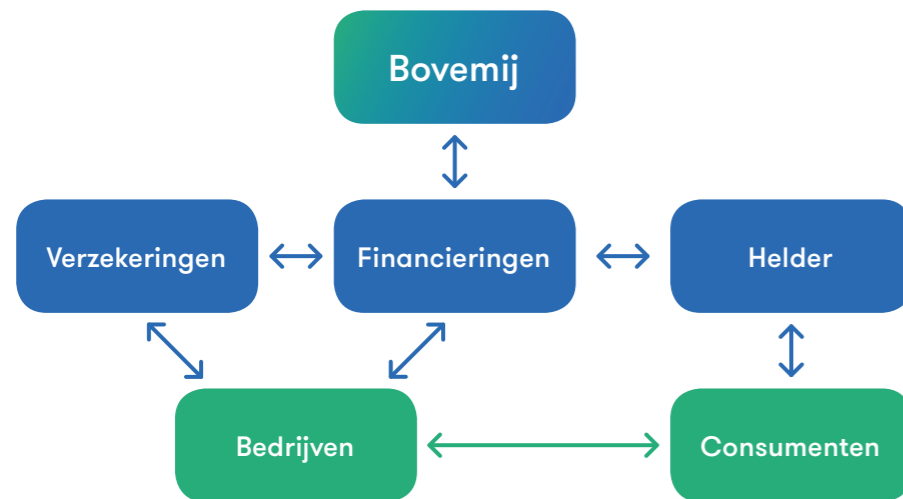 Bovemij
Verzekeringen
Financieringen
Helder
Bedrijven
Consumenten